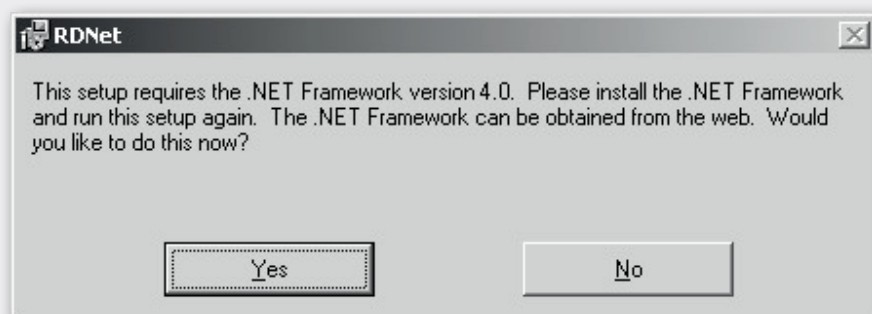 RDNet
This setup requires the .NET Framework version 4.0.  Please install the .NET Framework
and run this setup again.  The .NET Framework can be obtained from the web.  Would
you like to do this now?
Yes
No